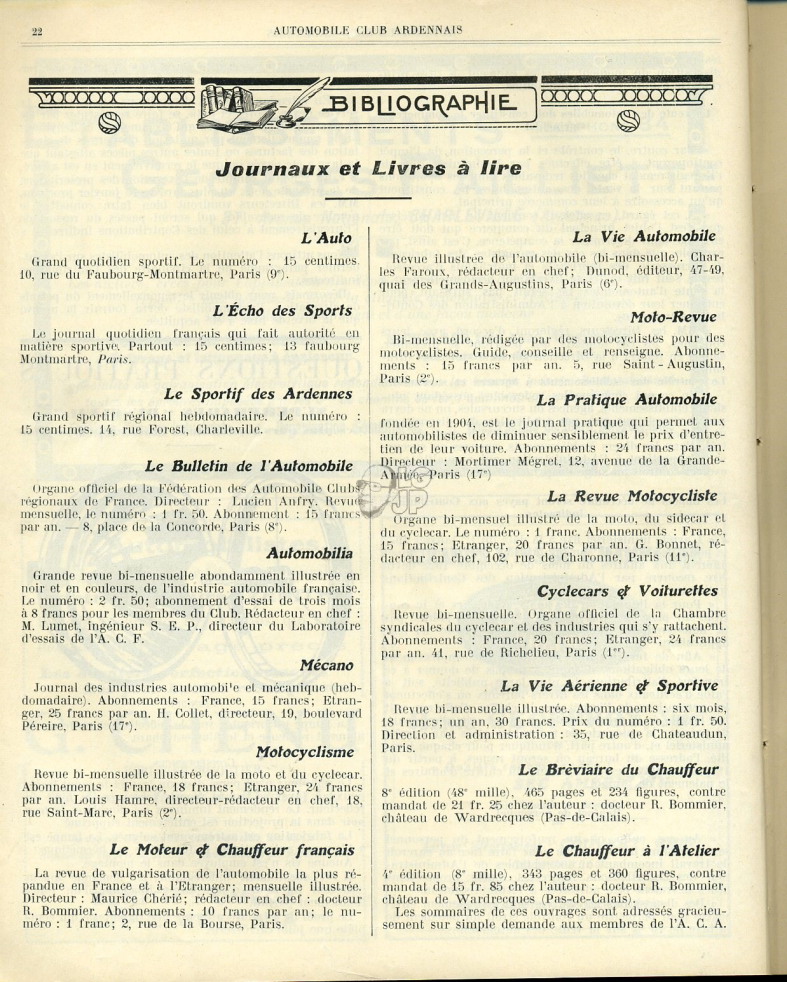 22
AUTOMOBILE CLUB ARDENNAIS
BIBLIOGRAPHIE
Journaux et Livres à lire
L'Auto
Grand quotidien sportif. Le numéro : 15 centimes.
10, rue du Faubourg-Montmartre, Paris (9e).
L'Écho des Sports
Le journal quotidien français qui fait autorité en
matière sportive. Partout : 15 centimes; 13 faubourg
Montmartre, Paris.
Le Sportif des Ardennes
Grand sportif régional hebdomadaire. Le numéro :
15 centimes. 14, rue Forest, Charleville.
Le Bulletin de l'Automobile
Organe officiel de la Fédération des Automobile Clubs
régionaux de France. Directeur : Lucien Anfry. Revue
mensuelle, le numéro : 1 fr. 50. Abonnement : 15 francs
par an. — 8, place de la Concorde, Paris (8e).
Automobilia
Grande revue bi-mensuelle abondamment illustrée en
noir et en couleurs, de l'industrie automobile française.
Le numéro : 2 fr. 50; abonnement d'essai de trois mois
à 8 francs pour les membres du Club. Rédacteur en chef :
M. Lumet, ingénieur S. E. P., directeur du Laboratoire
d'essais de l'A. C. F.
Mécano
Journal des industries automobile et mécanique (heb-
domadaire). Abonnements : France, 15 francs; Etran-
ger, 25 francs par an. H. Collet, directeur, 19, boulevard
Péreire, Paris (17e).
Motocyclisme
Revue bi-mensuelle illustrée de la moto et du cyclecar.
Abonnements : France, 18 francs; Etranger, 24 francs
par an. Louis Hamre, directeur-rédacteur en chef, 18,
rue Saint-Marc, Paris (2e).
Le Moteur & Chauffeur français
La revue de vulgarisation de l'automobile la plus ré-
pandue en France et à l'Etranger; mensuelle illustrée.
Directeur : Maurice Chérié; rédacteur en chef : docteur
R. Bommier. Abonnements : 10 francs par an; le nu-
méro : 1 franc; 2, rue de la Bourse, Paris.
La Vie Automobile
Revue illustrée de l'automobile (bi-mensuelle). Char-
les Faroux, rédacteur en chef; Dunod, éditeur, 47-49,
quai des Grands-Augustins, Paris (6e).
Moto-Revue
Bi-mensuelle, rédigée par des motocyclistes pour des
motocyclistes. Guide, conseille et renseigne. Abonne-
ments : 15 francs par an. 5, rue Saint-Augustin,
Paris (2e).
La Pratique Automobile
fondée en 1904, est le journal pratique qui permet aux
automobilistes de diminuer sensiblement le prix d'entre-
tien de leur voiture. Abonnements : 24 francs par an.
Directeur : Mortimer Mégret, 12, avenue de la Grande-
Armée, Paris (17e)
La Revue Motocycliste
Organe bi-mensuel illustré de la moto, du sidecar et
du cyclecar. Le numéro : 1 franc. Abonnements : France,
15 francs; Etranger, 20 francs par an. G. Bonnet, ré-
dacteur en chef, 102, rue de Charonne, Paris (11e).
Cyclecars & Voiturettes
Revue bi-mensuelle. Organe officiel de la Chambre
syndicales du cyclecar et des industries qui s'y rattachent.
Abonnements : France, 20 francs; Etranger, 24 francs
par an. 41, rue de Richelieu, Paris (1er).
La Vie Aérienne & Sportive
Revue bi-mensuelle illustrée. Abonnements : six mois,
18 francs; un an, 30 francs. Prix du numéro : 1 fr. 50.
Direction et administration : 35, rue de Chateaudun,
Paris.
Le Brèviaire du Chauffeur
8e édition (48e mille), 465 pages et 234 figures, contre
mandat de 21 fr. 25 chez l'auteur : docteur R. Bommier,
château de Wardrecques (Pas-de-Calais).
Le Chauffeur à l'Atelier
4e édition (8e mille), 343 pages et 360 figures, contre
mandat de 15 fr. 85 chez l'auteur : docteur R. Bommier,
château de Wardrecques (Pas-de-Calais).
Les sommaires de ces ouvrages sont adressés gracieu-
sement sur simple demande aux membres de l'A. C. A.